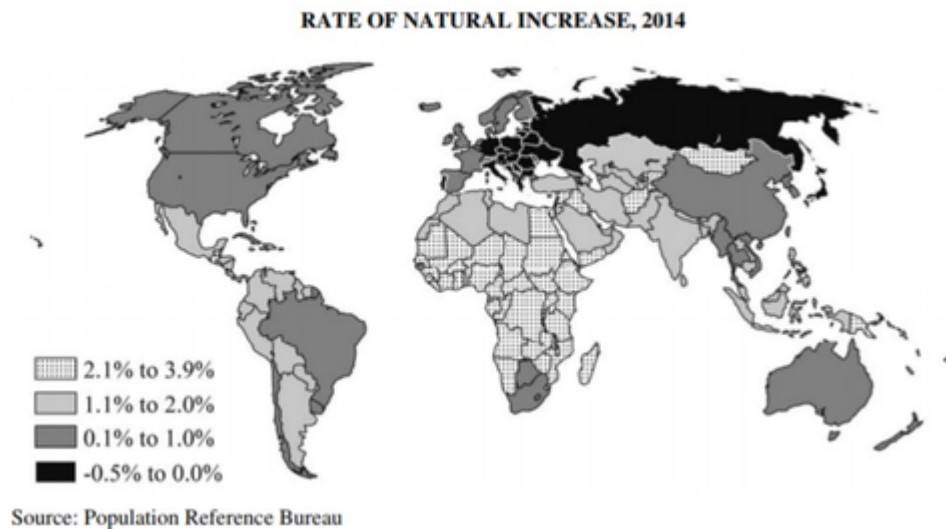 RATE OF NATURAL INCREASE, 2014
2.1% to 3.9%
1.1% to 2.0%
0.1% to 1.0%
-0.5% to 0.0%
Source: Population Reference Bureau